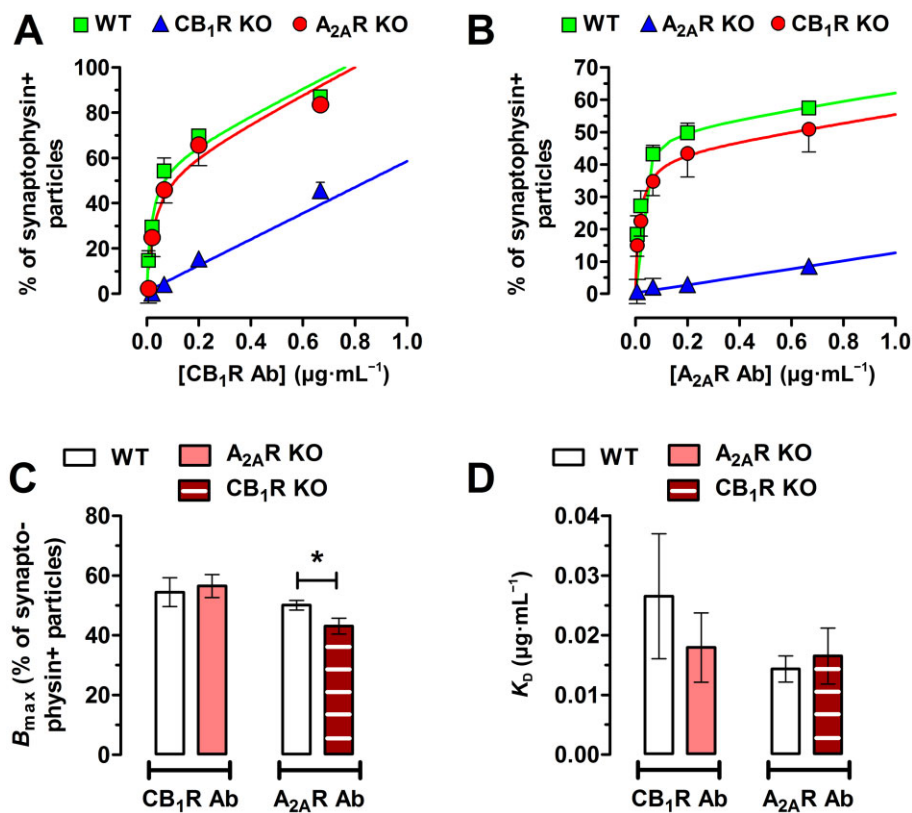 A
WT CB₁R KO A₂ₐR KO
% of synaptophysin+
particles
100
80
60
40
20
0
0.0 0.2 0.4 0.6 0.8 1.0
[CB₁R Ab] (µg·mL⁻¹)
B
WT A₂ₐR KO CB₁R KO
% of synaptophysin+
particles
70
60
50
40
30
20
10
0
0.0 0.2 0.4 0.6 0.8 1.0
[A₂ₐR Ab] (µg·mL⁻¹)
C
WT A₂ₐR KO
CB₁R KO
Bmax (% of synapto-
physin+ particles)
80
60
40
20
0
*
CB₁R Ab A₂ₐR Ab
D
WT A₂ₐR KO
CB₁R KO
K_D (µg·mL⁻¹)
0.04
0.03
0.02
0.01
0.00
CB₁R Ab A₂ₐR Ab